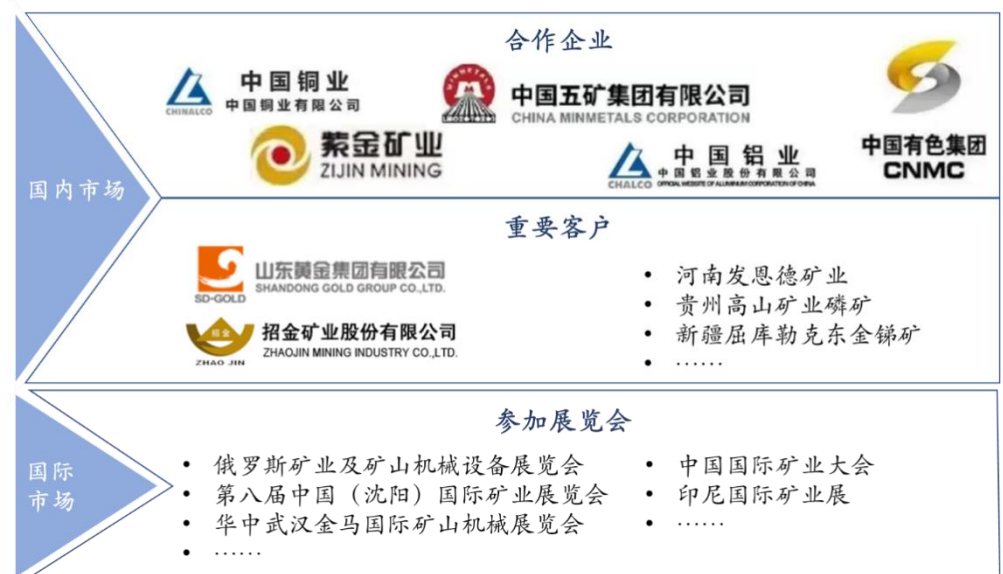 国内市场
合作企业
中国铜业
中国铜业有限公司
CHINALCO
MINMETALS
中国五矿集团有限公司
CHINA MINMETALS CORPORATION
紫金矿业
ZIJIN MINING
中国铝业
中国铝业股份有限公司
CHALCO
OFFICIAL WEBSITE OF ALUMINUM CORPORATION OF CHINA
中国有色集团
CNMC
重要客户
山东黄金集团有限公司
SHANDONG GOLD GROUP CO.,LTD.
SD-GOLD
招金
招金矿业股份有限公司
ZHAOJIN MINING INDUSTRY CO.,LTD.
ZHAO JIN
• 河南发恩德矿业
• 贵州高山矿业磷矿
• 新疆屈库勒克东金锑矿
• ……
国际
市场
参加展览会
• 俄罗斯矿业及矿山机械设备展览会
• 第八届中国（沈阳）国际矿业展览会
• 华中武汉金马国际矿山机械展览会
• ……
• 中国国际矿业大会
• 印尼国际矿业展
• ……